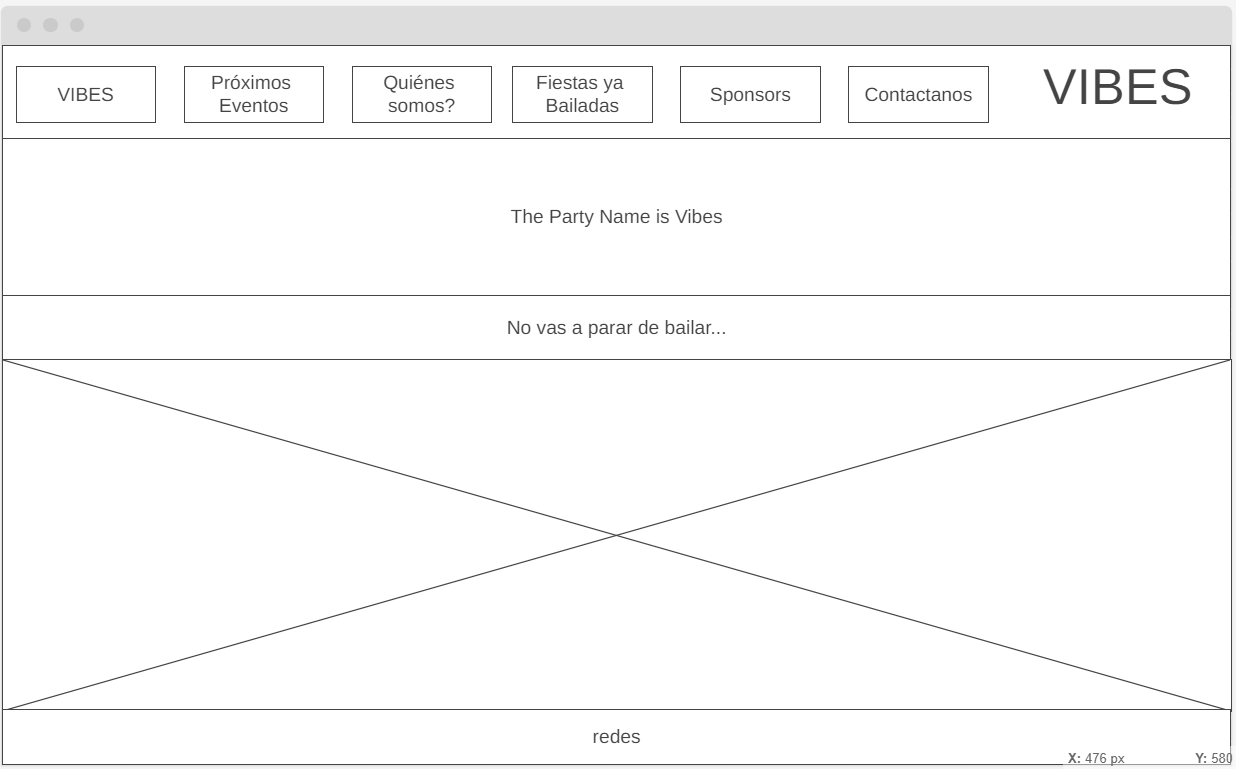 VIBES
Próximos
Eventos
Quiénes
somos?
Fiestas ya
Bailadas
Sponsors
Contactanos
VIBES
The Party Name is Vibes
No vas a parar de bailar...
redes
X: 476 px Y: 580